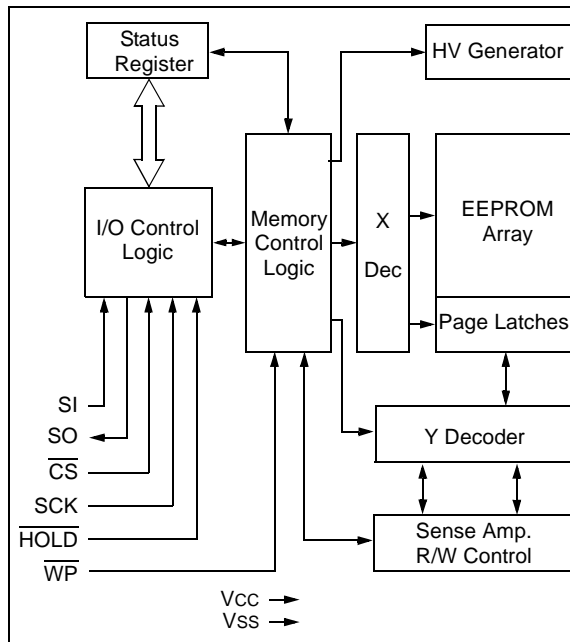 Status
Register
HV Generator
I/O Control
Logic
Memory
Control
Logic
X
Dec
EEPROM
Array
Page Latches
SI
SO
CS
SCK
HOLD
WP
Y Decoder
Sense Amp.
R/W Control
VCC
VSS